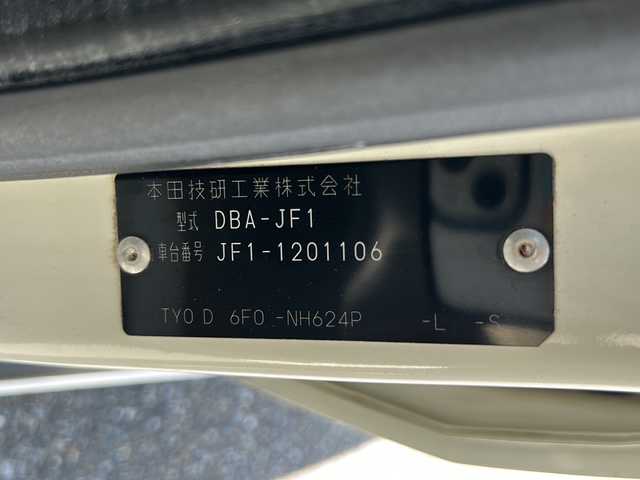 本田技研工業株式会社
型式 DBA-JF1
車台番号 JF1-1201106
TYO D 6F0 -NH624P -L -S